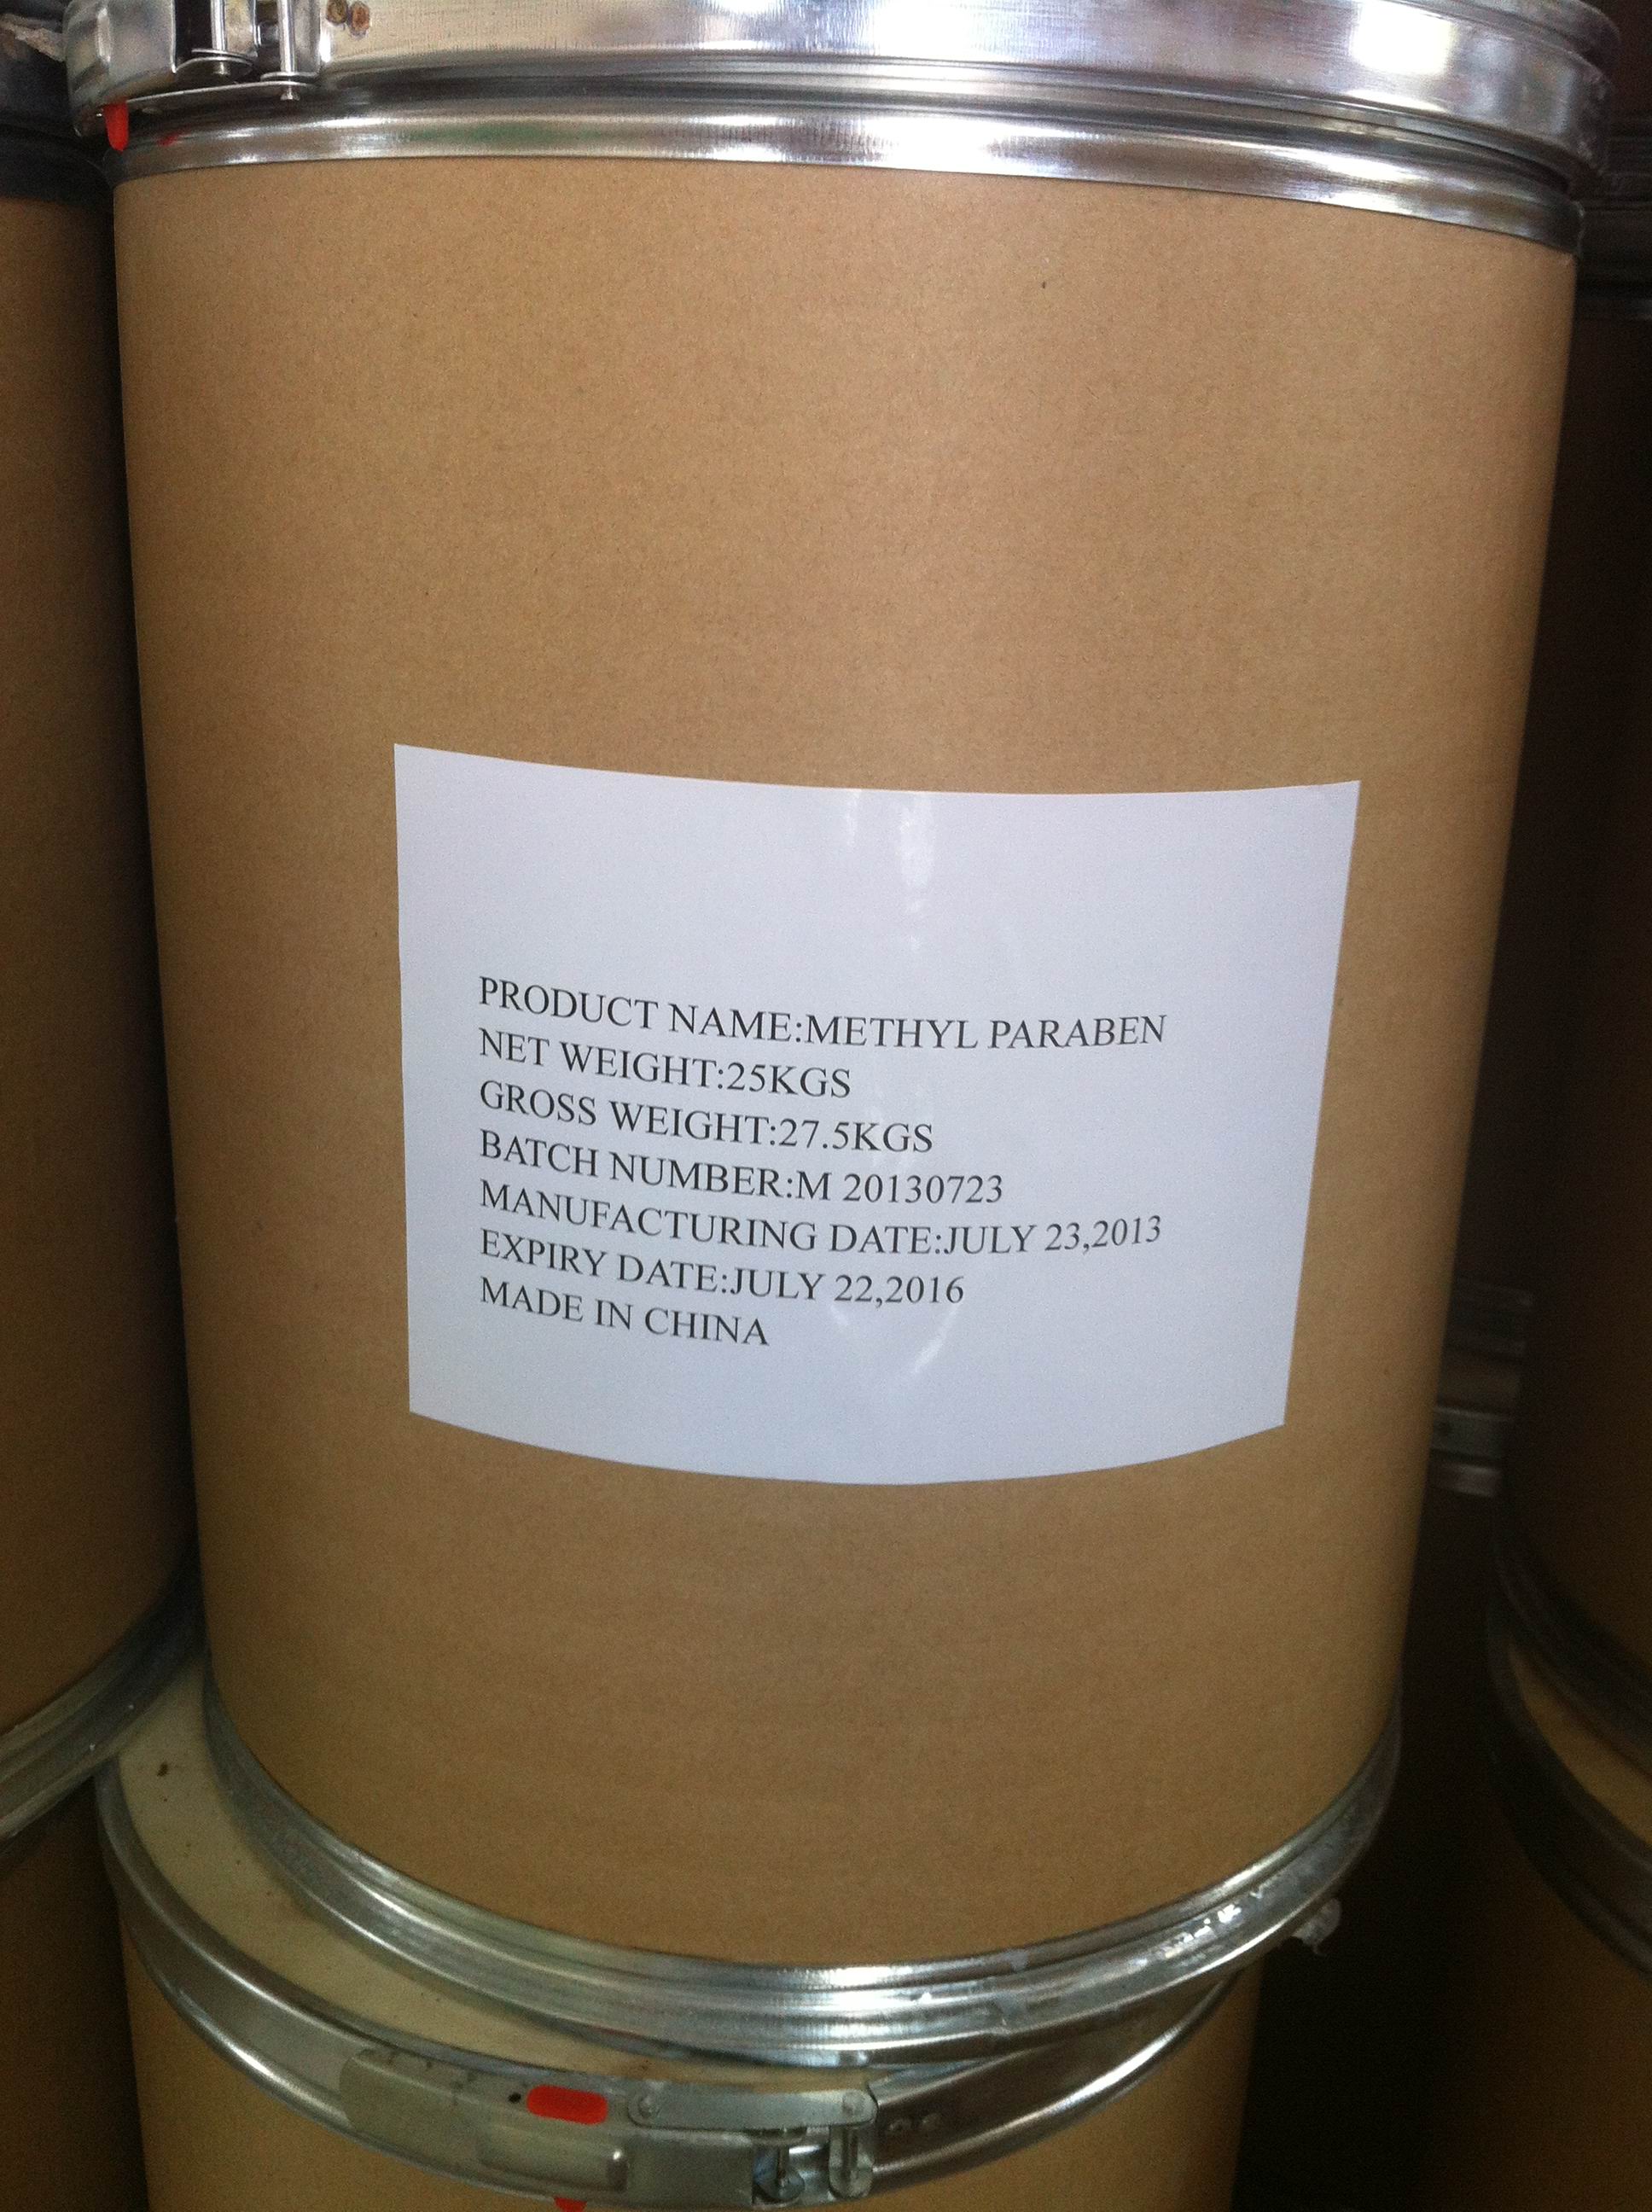 PRODUCT NAME:METHYL PARABEN
NET WEIGHT:25KGS
GROSS WEIGHT:27.5KGS
BATCH NUMBER:M 20130723
MANUFACTURING DATE:JULY 23,2013
EXPIRY DATE:JULY 22,2016
MADE IN CHINA